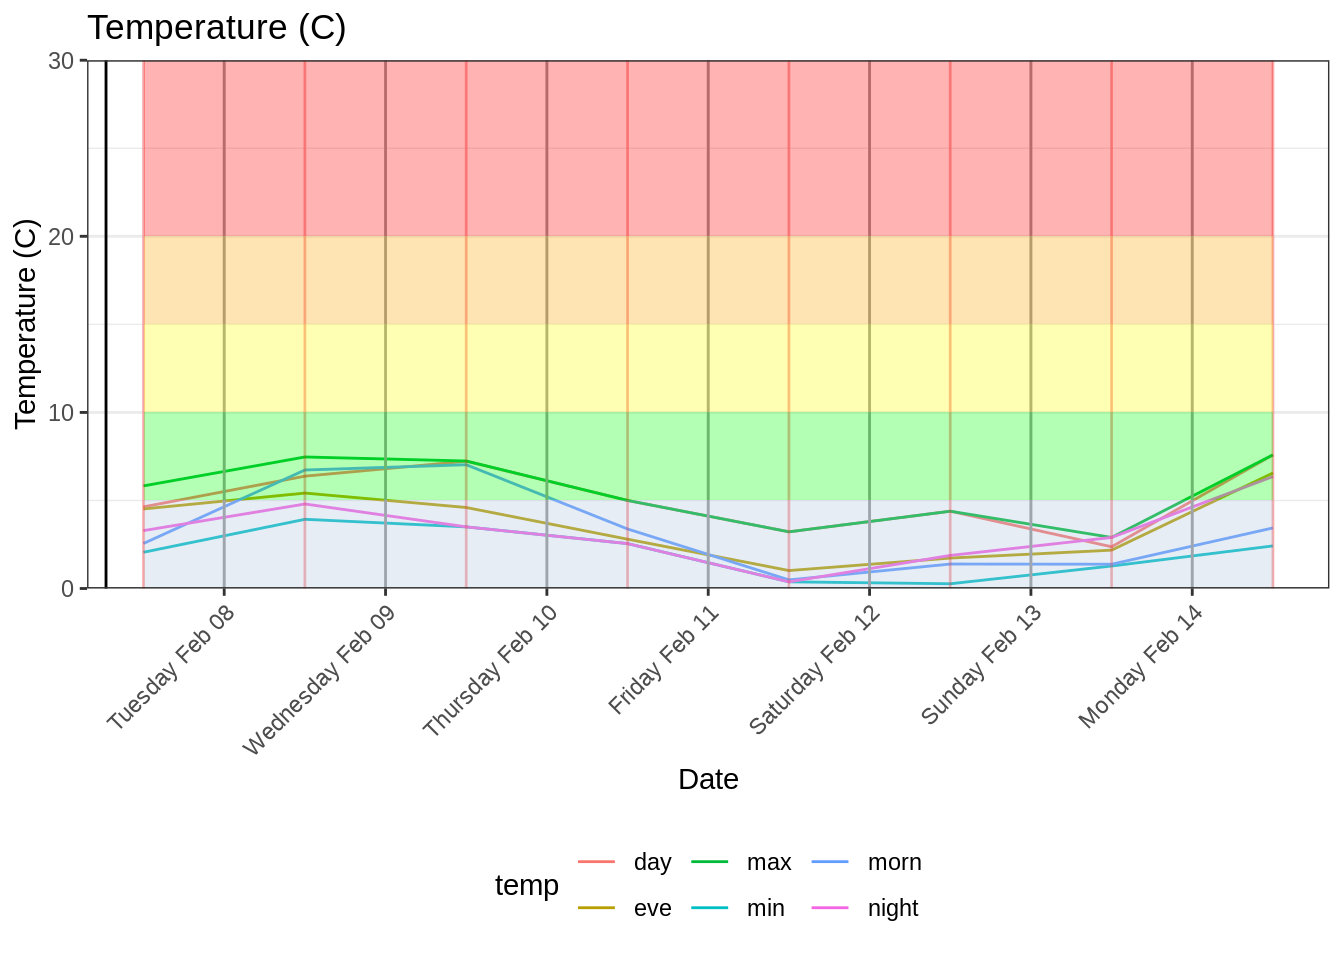 Temperature (C)
30
20
10
0
Temperature (C)
Tuesday Feb 08
Wednesday Feb 09
Thursday Feb 10
Friday Feb 11
Saturday Feb 12
Sunday Feb 13
Monday Feb 14
Date
temp
day
max
morn
eve
min
night